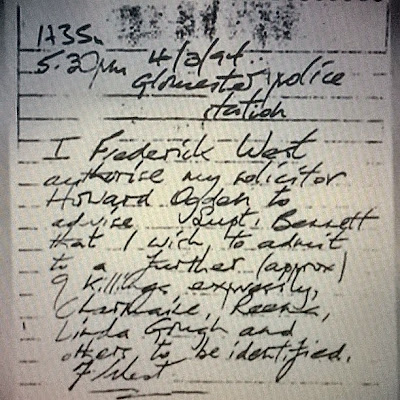 5.30pm 4/3/94
Gloucester police
station
I Frederick West
authorise my solicitor
Howard Ogden to
advise Supt. Bennett
that I wish to admit
to a further (approx)
9 killings expressly,
Charmaine, Reena,
Linda Gough and
others to be identified.
F West